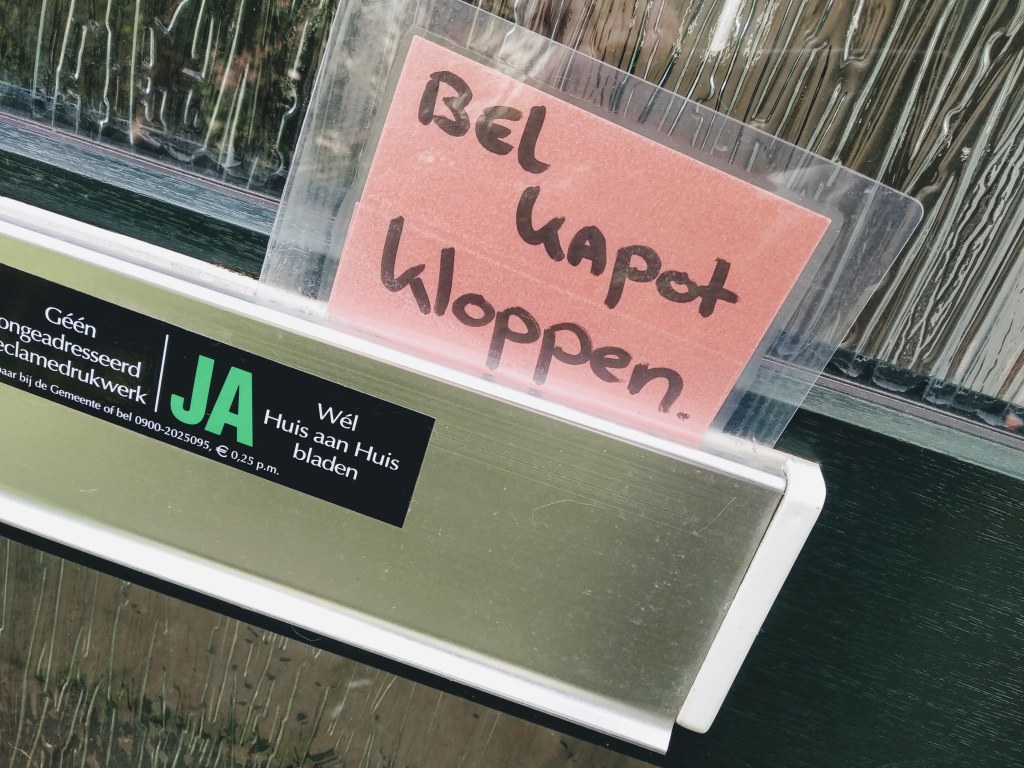 BEL
kapot
kloppen.
Géén
ongeadresseerd
reclamedrukwerk
bij de Gemeente of bel 0900-2025095, € 0,25 p.m.
JA
Wél
Huis aan Huis
bladen